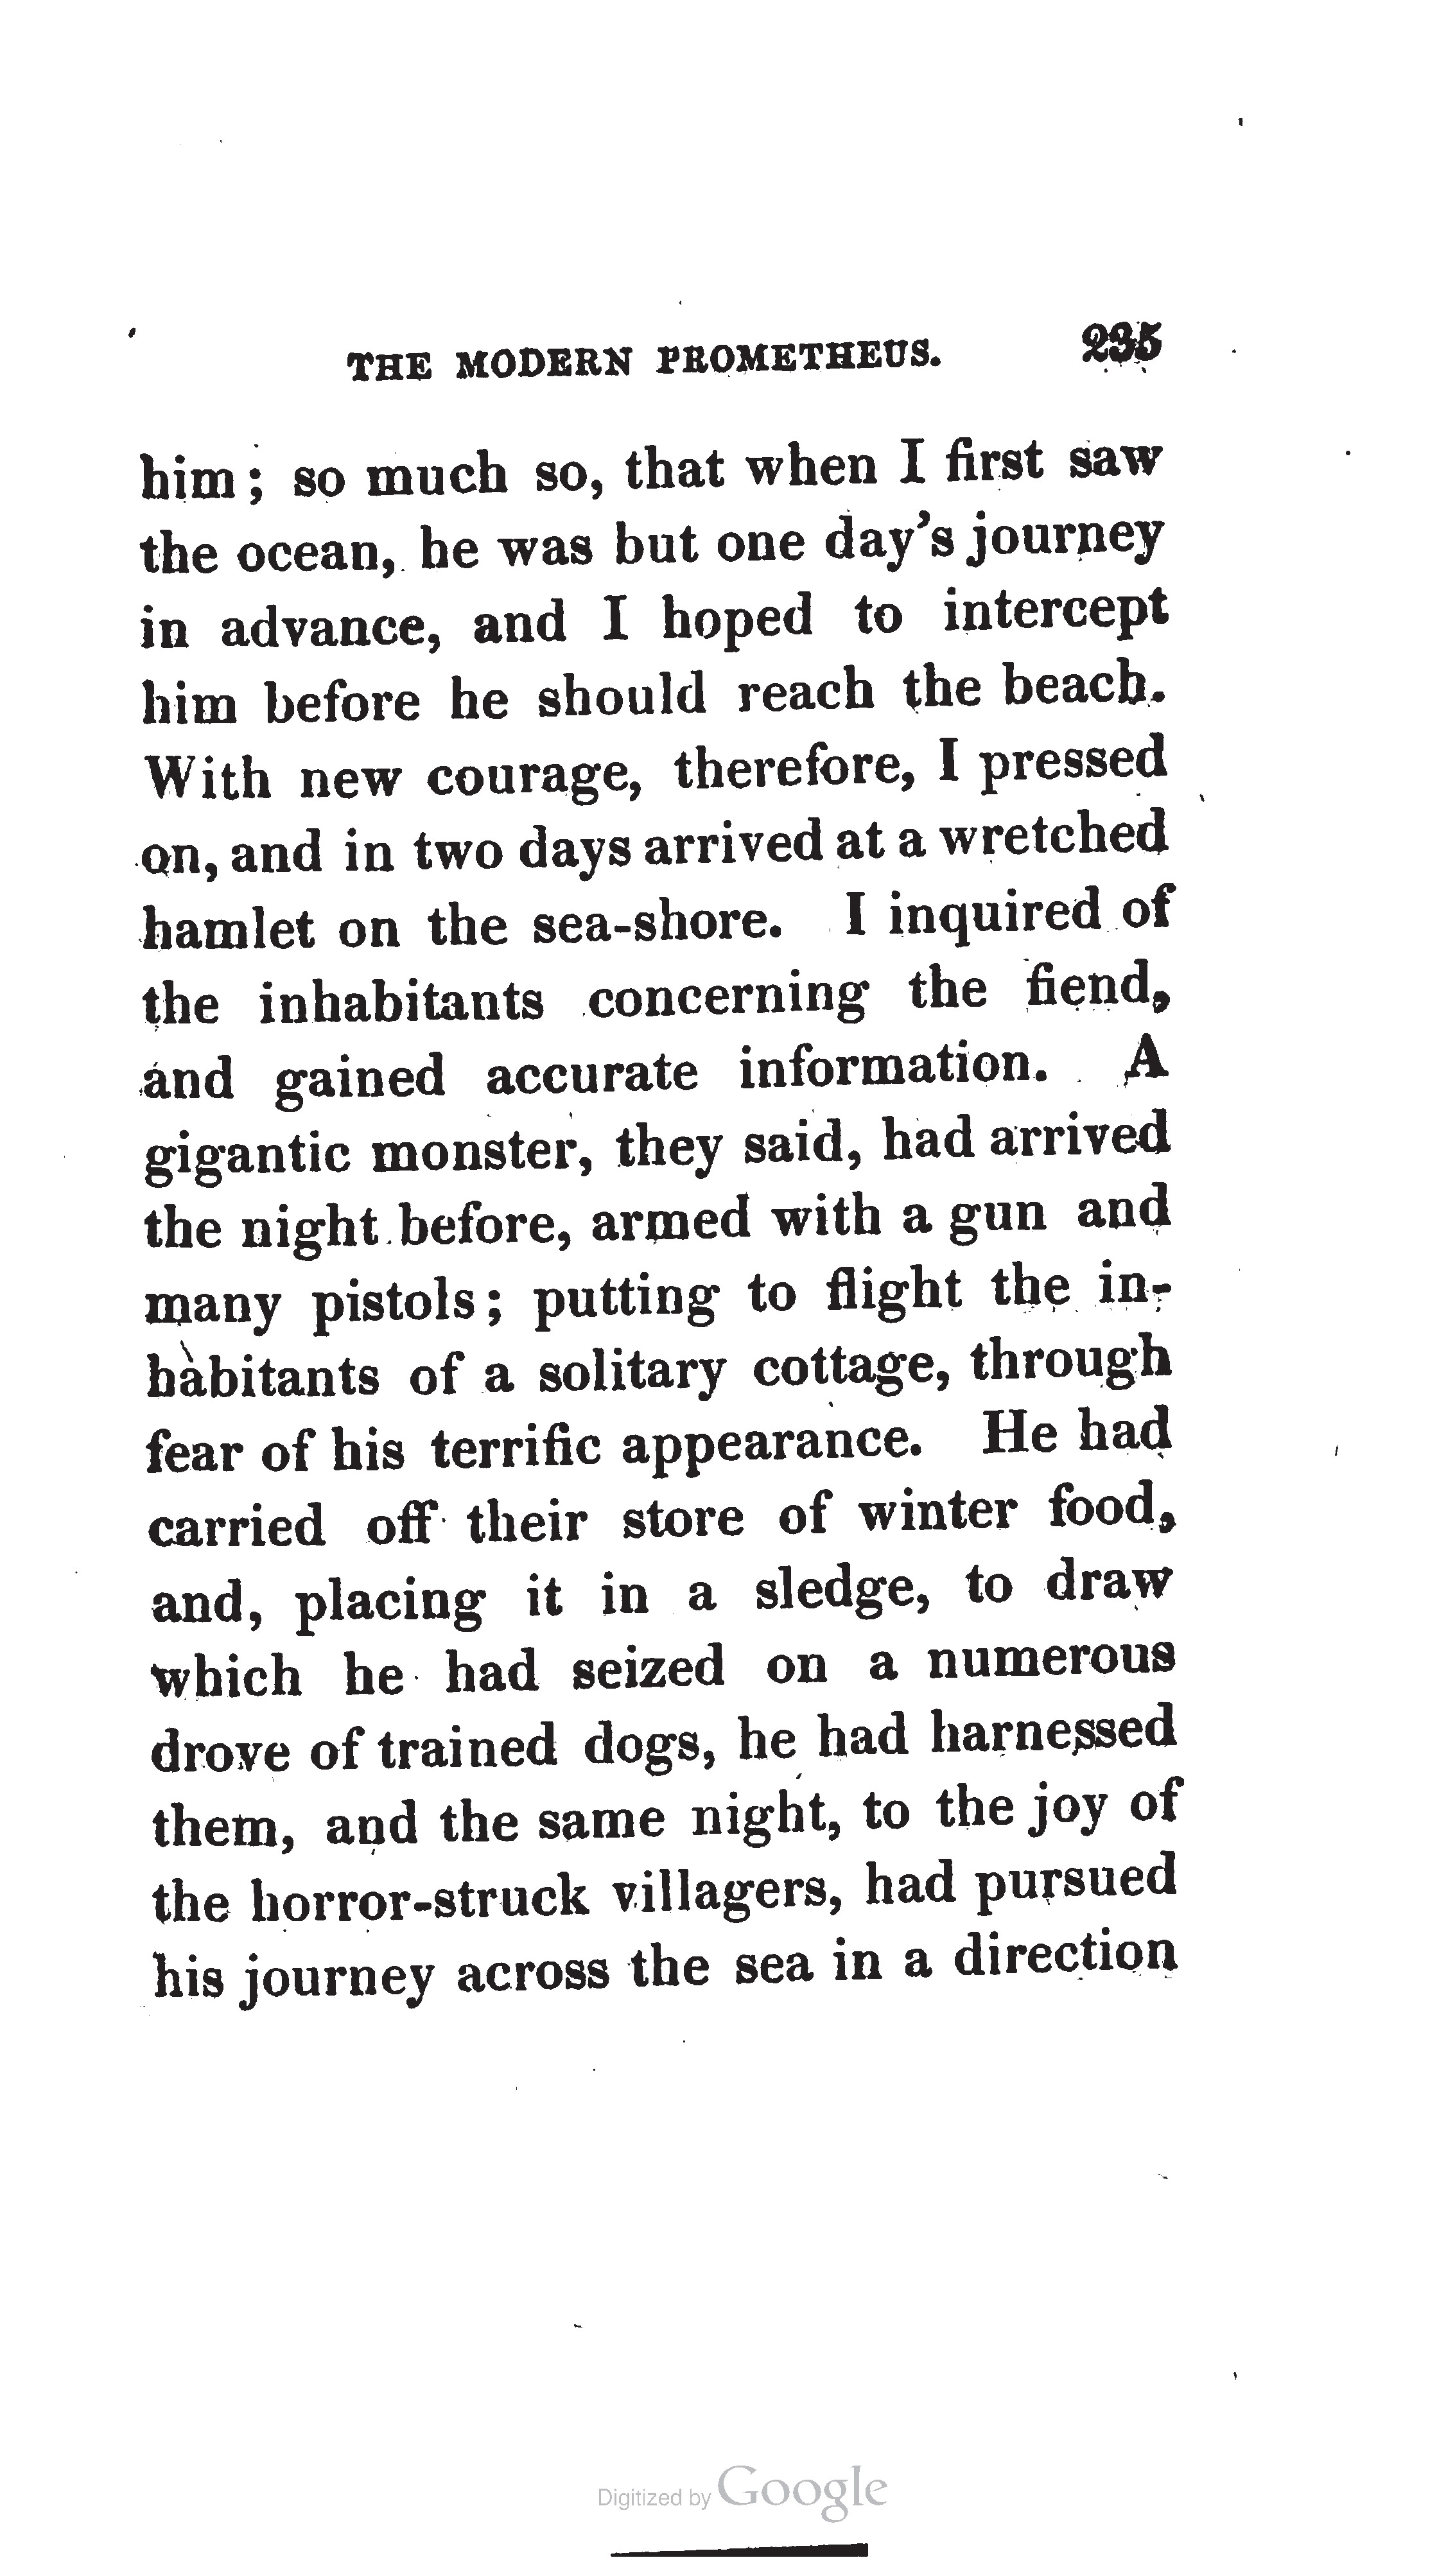 THE MODERN PROMETHEUS. 235
him; so much so, that when I first saw
the ocean, he was but one day's journey
in advance, and I hoped to intercept
him before he should reach the beach.
With new courage, therefore, I pressed
on, and in two days arrived at a wretched
hamlet on the sea-shore. I inquired of
the inhabitants concerning the fiend,
and gained accurate information. A
gigantic monster, they said, had arrived
the night before, armed with a gun and
many pistols; putting to flight the in-
habitants of a solitary cottage, through
fear of his terrific appearance. He had
carried off their store of winter food,
and, placing it in a sledge, to draw
which he had seized on a numerous
drove of trained dogs, he had harnessed
them, and the same night, to the joy of
the horror-struck villagers, had pursued
his journey across the sea in a direction
Digitized by Google